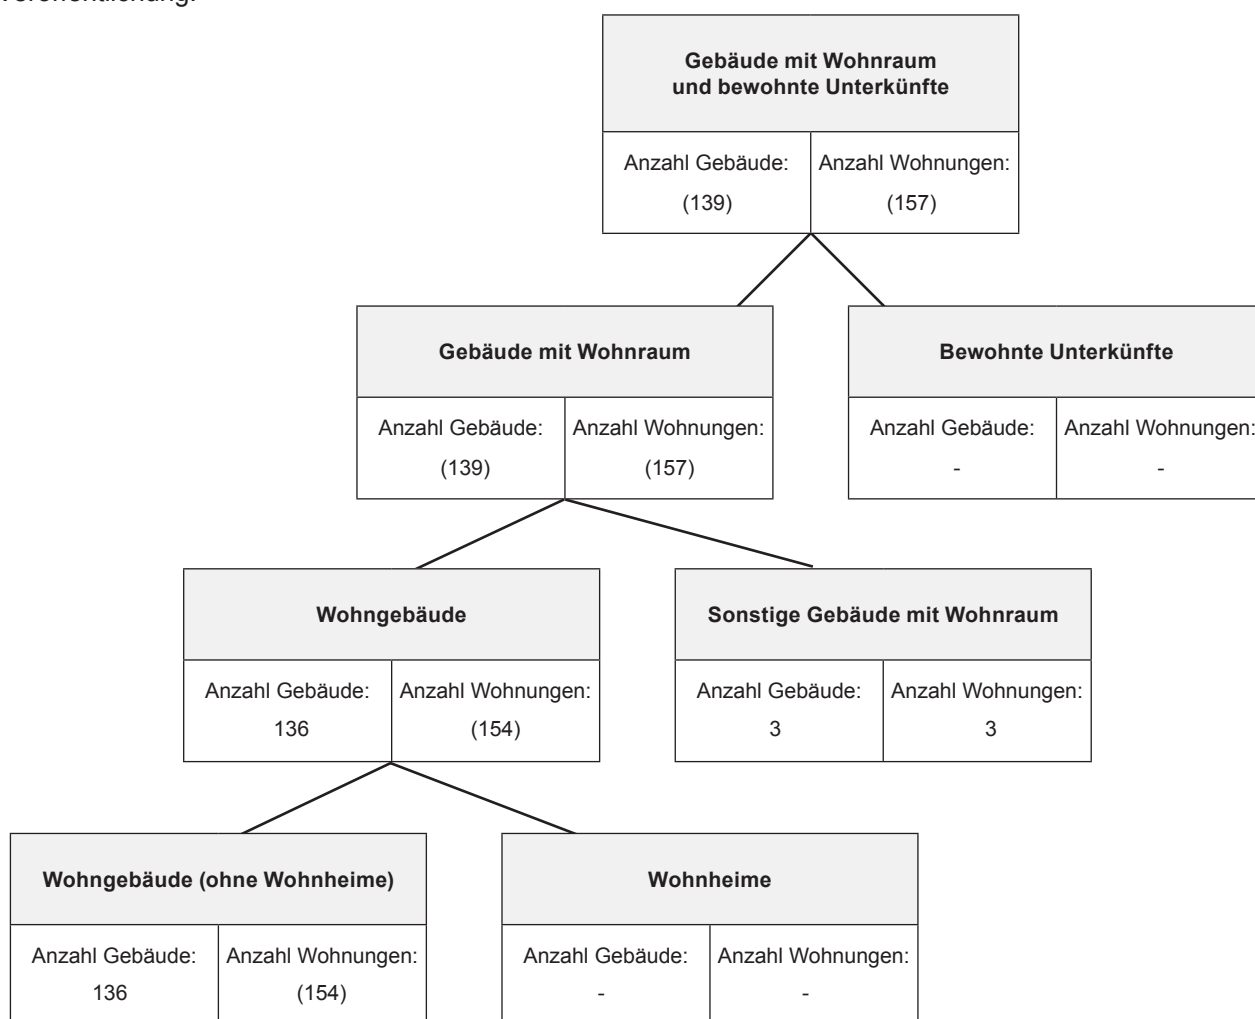 Veröffentlichung.
Gebäude mit Wohnraum
und bewohnte Unterkünfte
Anzahl Gebäude: Anzahl Wohnungen:
(139) (157)
Gebäude mit Wohnraum Bewohnte Unterkünfte
Anzahl Gebäude: Anzahl Wohnungen: Anzahl Gebäude: Anzahl Wohnungen:
(139) (157) - -
Wohngebäude Sonstige Gebäude mit Wohnraum
Anzahl Gebäude: Anzahl Wohnungen: Anzahl Gebäude: Anzahl Wohnungen:
136 (154) 3 3
Wohngebäude (ohne Wohnheime) Wohnheime
Anzahl Gebäude: Anzahl Wohnungen: Anzahl Gebäude: Anzahl Wohnungen:
136 (154) - -